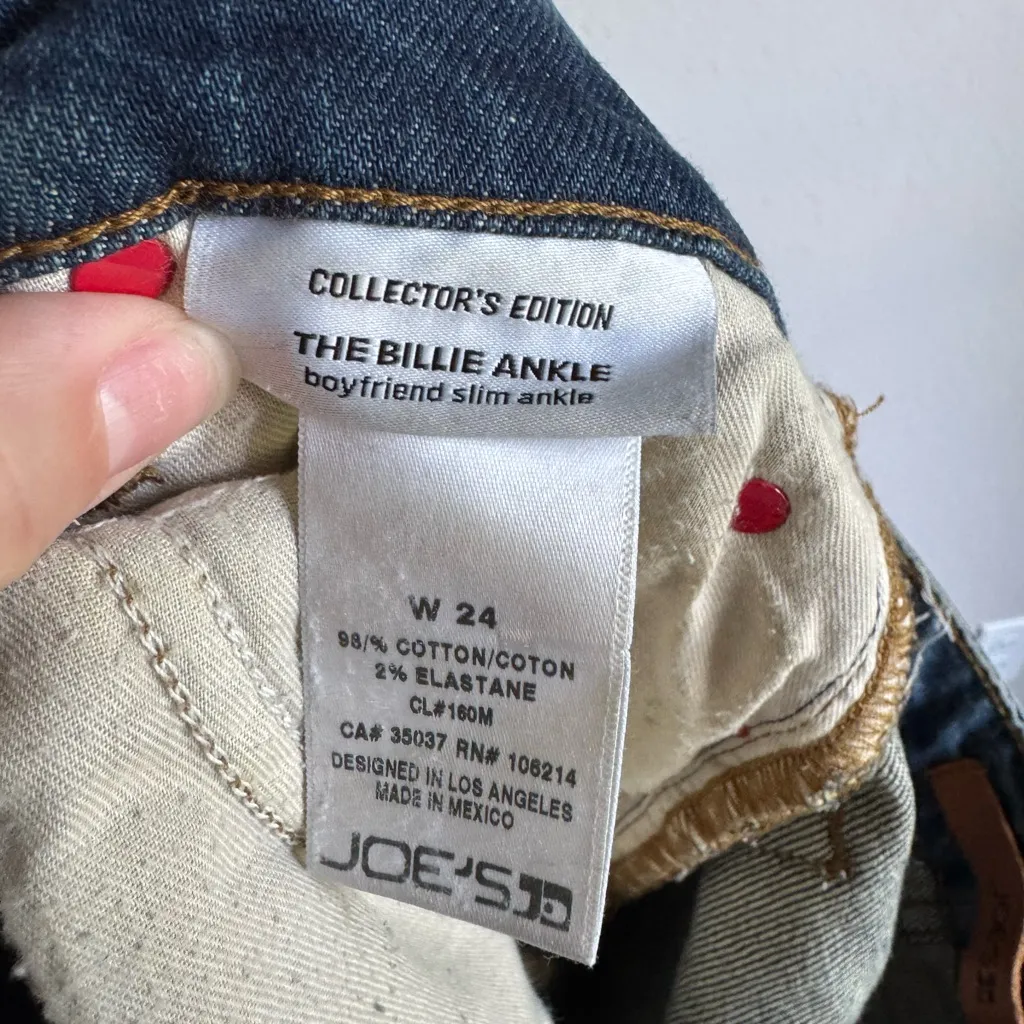 COLLECTOR'S EDITION
THE BILLIE ANKLE
boyfriend slim ankle
W 24
98/% COTTON/COTON
2% ELASTANE
CL#160M
CA# 35037 RN# 106214
DESIGNED IN LOS ANGELES
MADE IN MEXICO
JOE'S